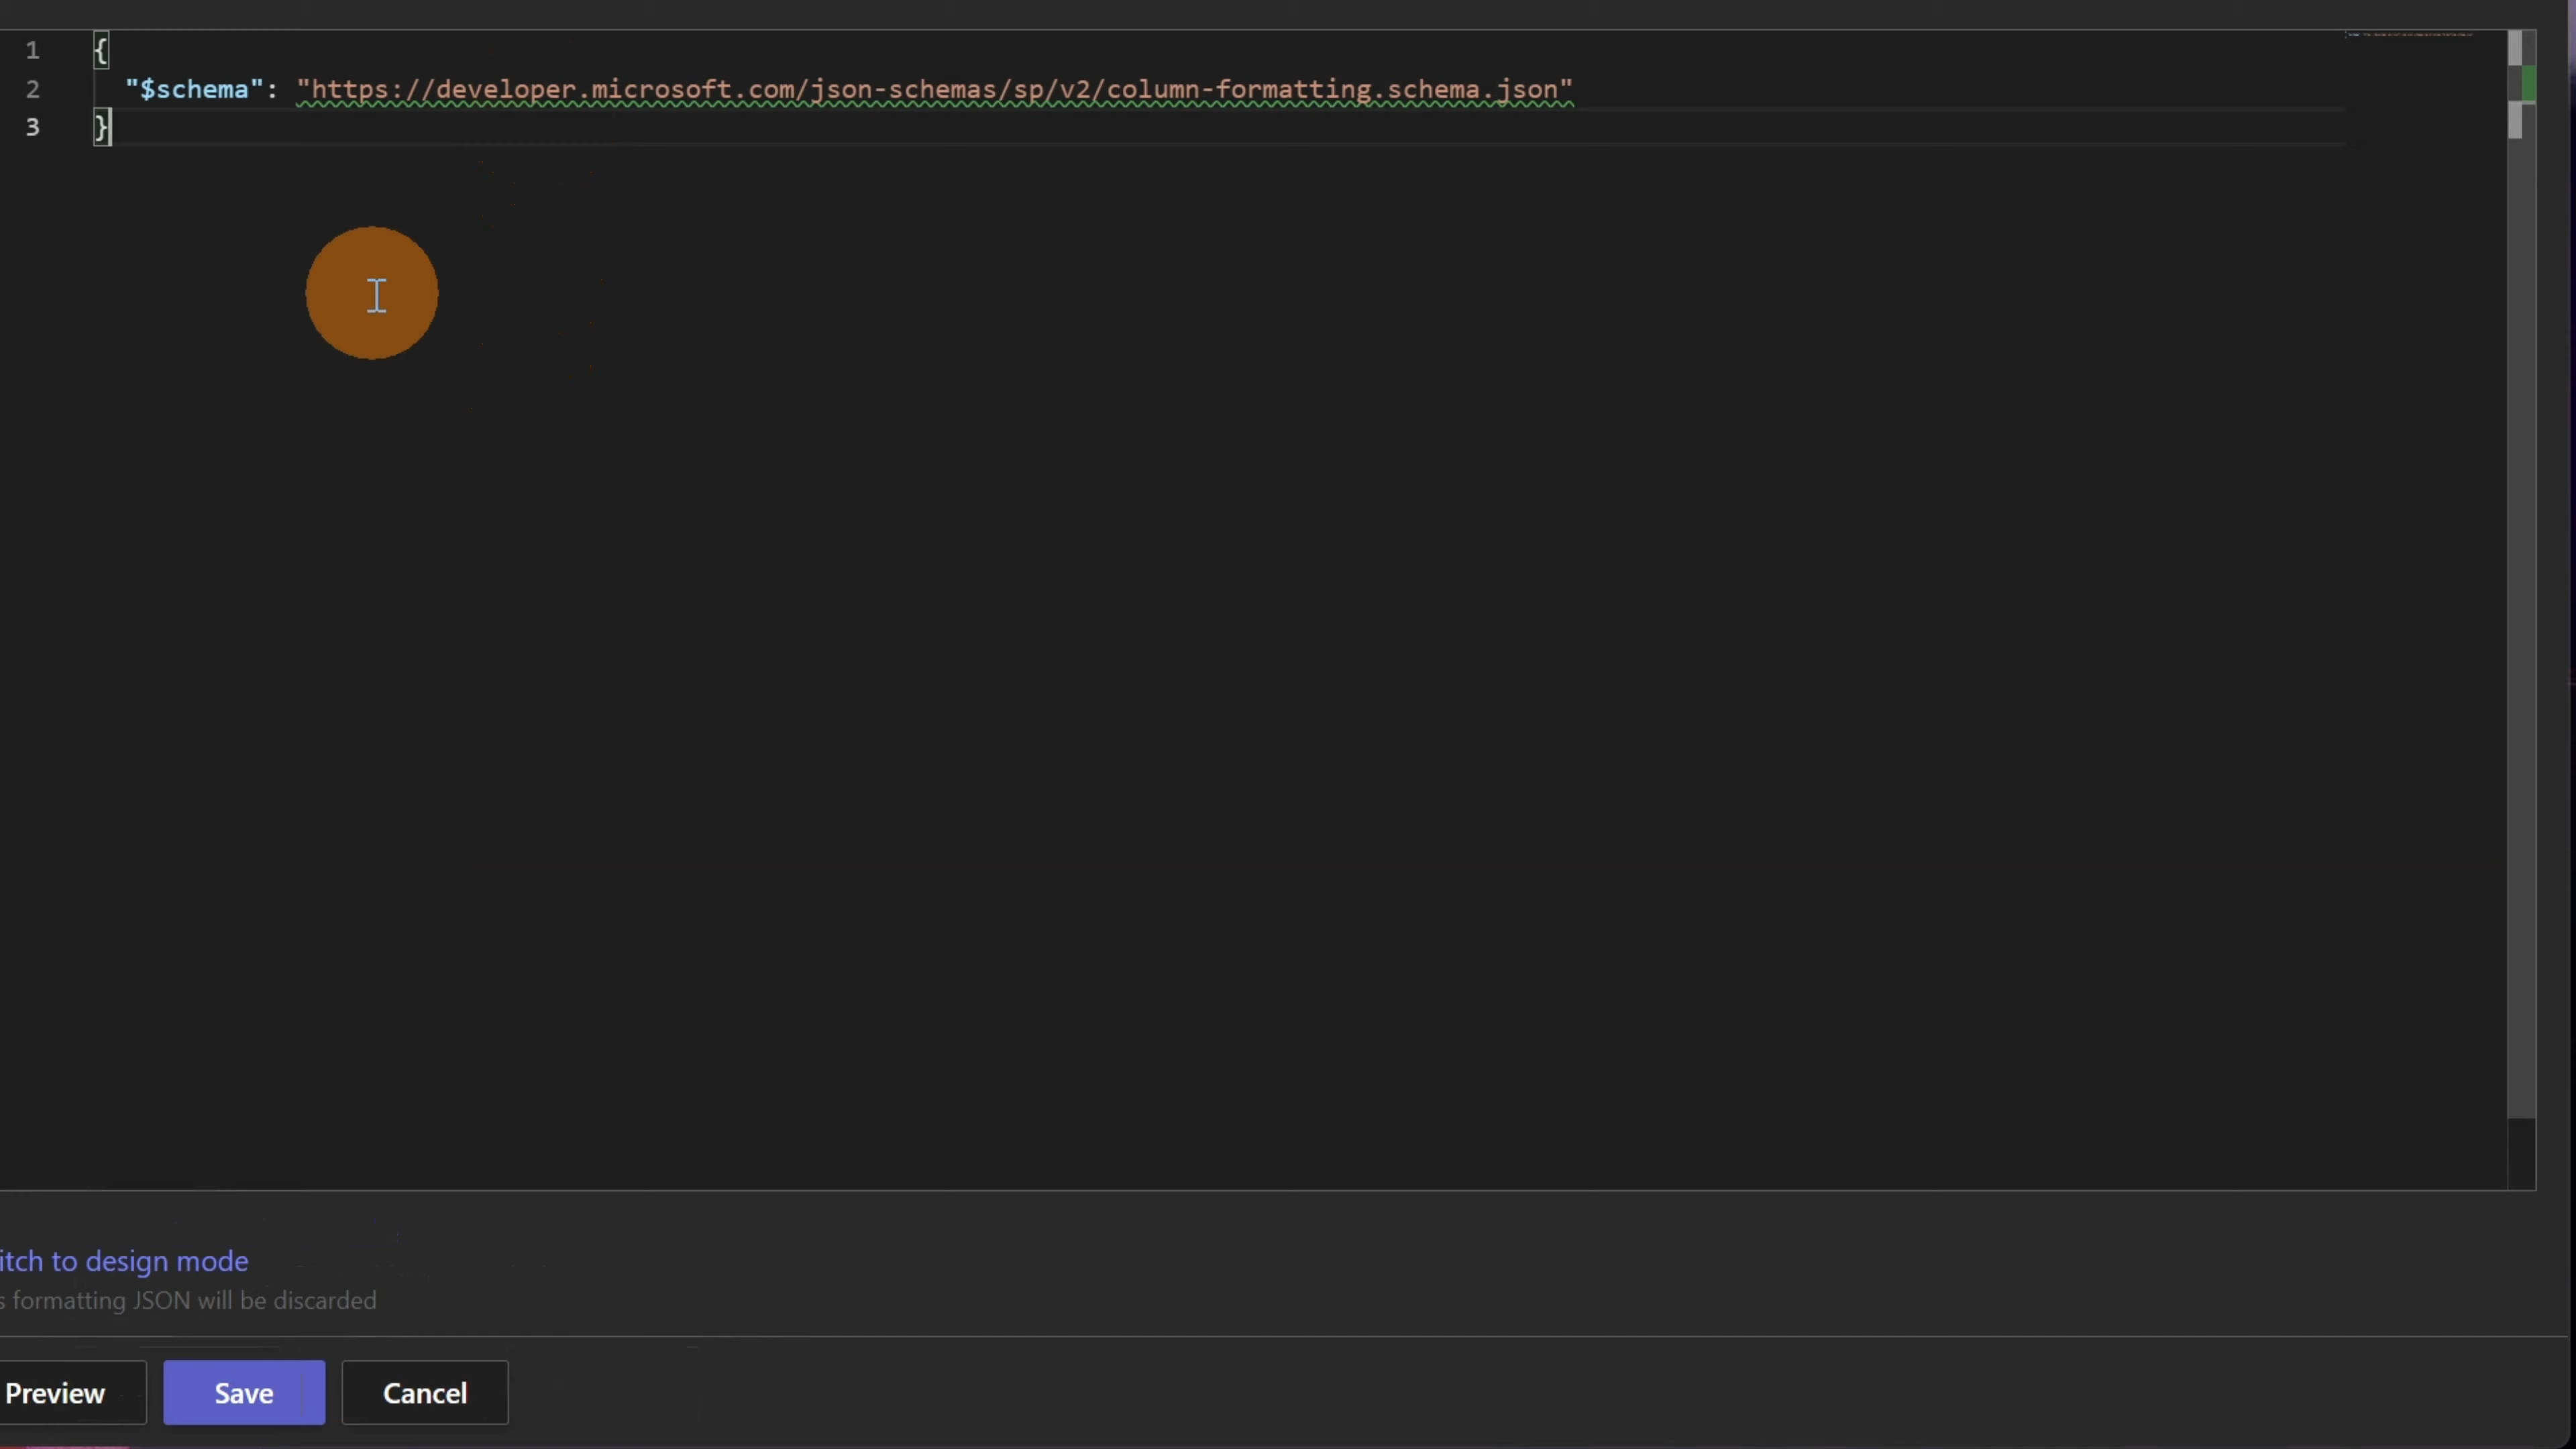 1 {
2 "$schema": "https://developer.microsoft.com/json-schemas/sp/v2/column-formatting.schema.json"
3 }
itch to design mode
s formatting JSON will be discarded
Preview Save Cancel